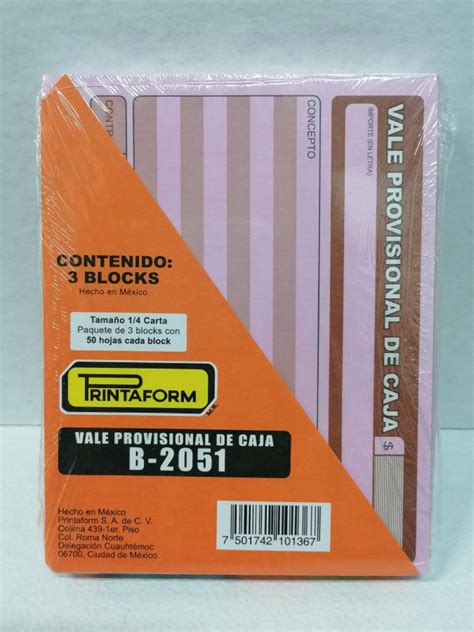 VALE PROVISIONAL DE CAJA
$
IMPORTE (EN LETRA)
CONCEPTO
CONTENIDO:
3 BLOCKS
Hecho en México
Tamaño 1/4 Carta
Paquete de 3 blocks con
50 hojas cada block
PRINTAFORM
M.R.
VALE PROVISIONAL DE CAJA
B-2051
Hecho en México
Printaform S. A. de C. V.
Colima 439-1er. Piso
Col. Roma Norte
Delegación Cuauhtémoc
06700, Ciudad de México
7 501742 101367